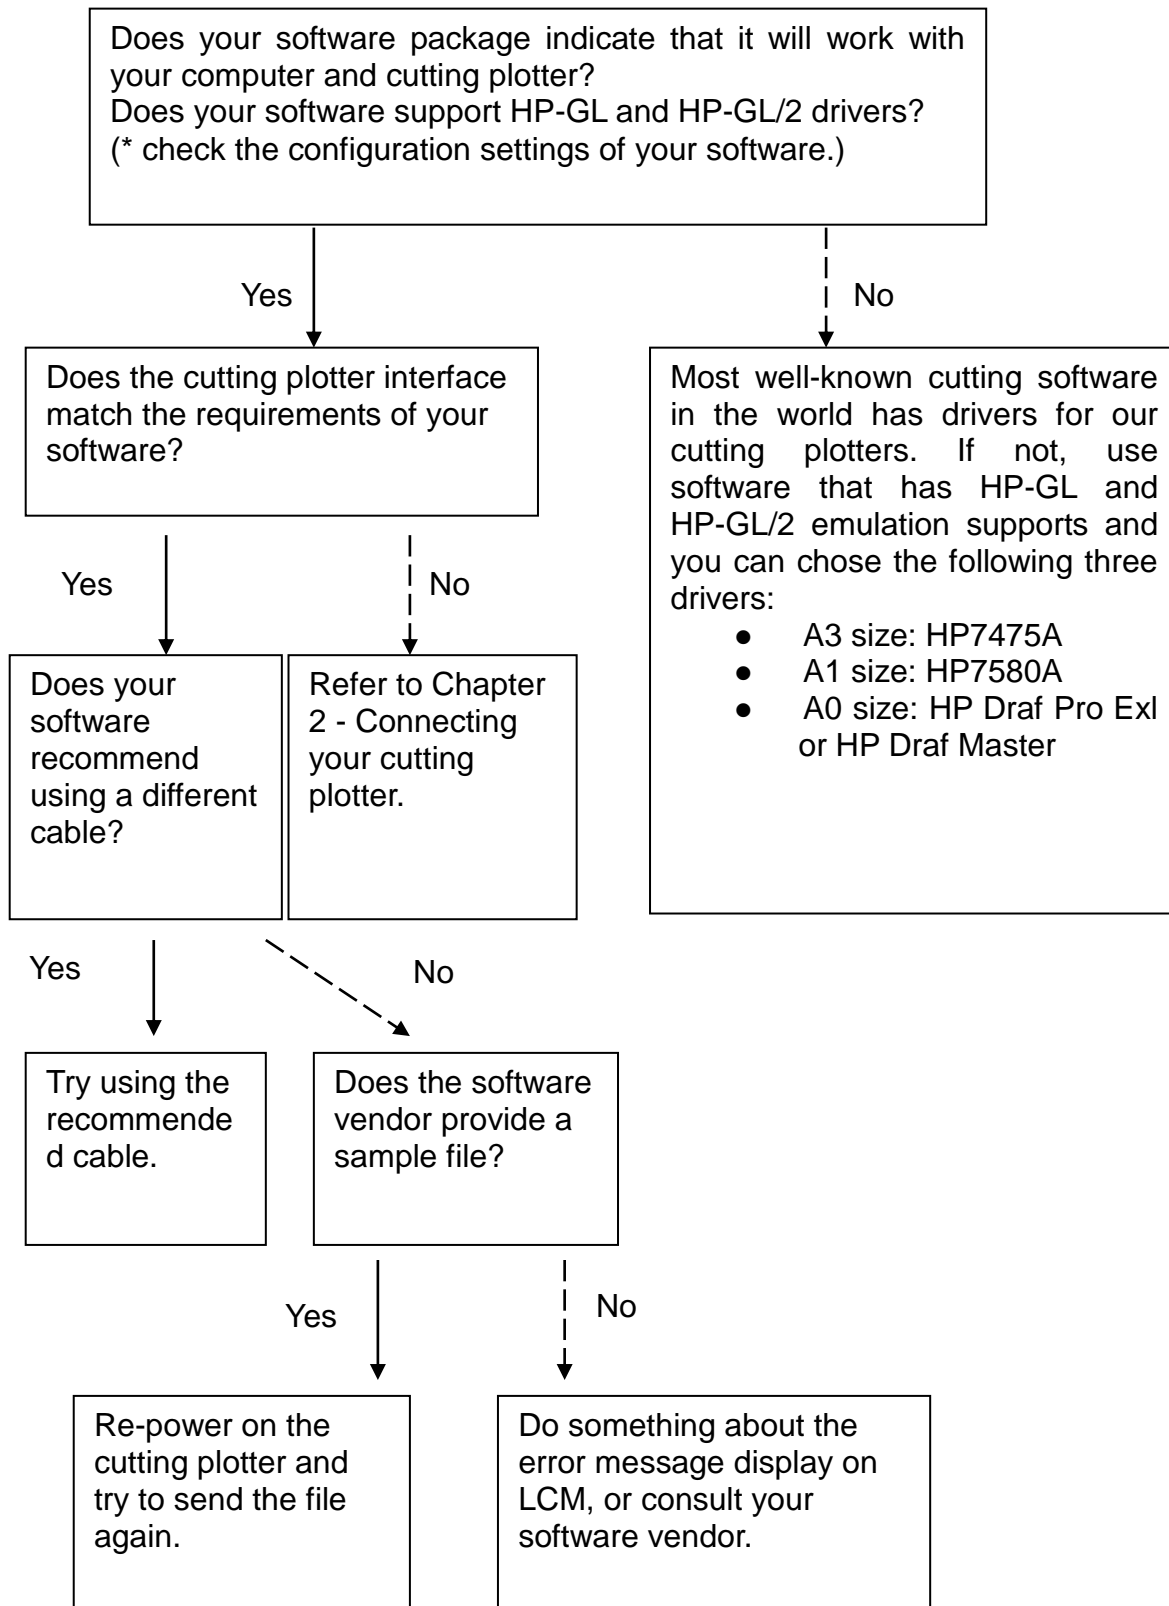 Does your software package indicate that it will work with
your computer and cutting plotter?
Does your software support HP-GL and HP-GL/2 drivers?
(* check the configuration settings of your software.)
Yes
No
Does the cutting plotter interface
match the requirements of your
software?
Most well-known cutting software
in the world has drivers for our
cutting plotters. If not, use
software that has HP-GL and
HP-GL/2 emulation supports and
you can chose the following three
drivers:
● A3 size: HP7475A
● A1 size: HP7580A
● A0 size: HP Draf Pro Exl
or HP Draf Master
Yes
No
Does your
software
recommend
using a different
cable?
Refer to Chapter
2 - Connecting
your cutting
plotter.
Yes
No
Try using the
recommende
d cable.
Does the software
vendor provide a
sample file?
Yes
No
Re-power on the
cutting plotter and
try to send the file
again.
Do something about the
error message display on
LCM, or consult your
software vendor.